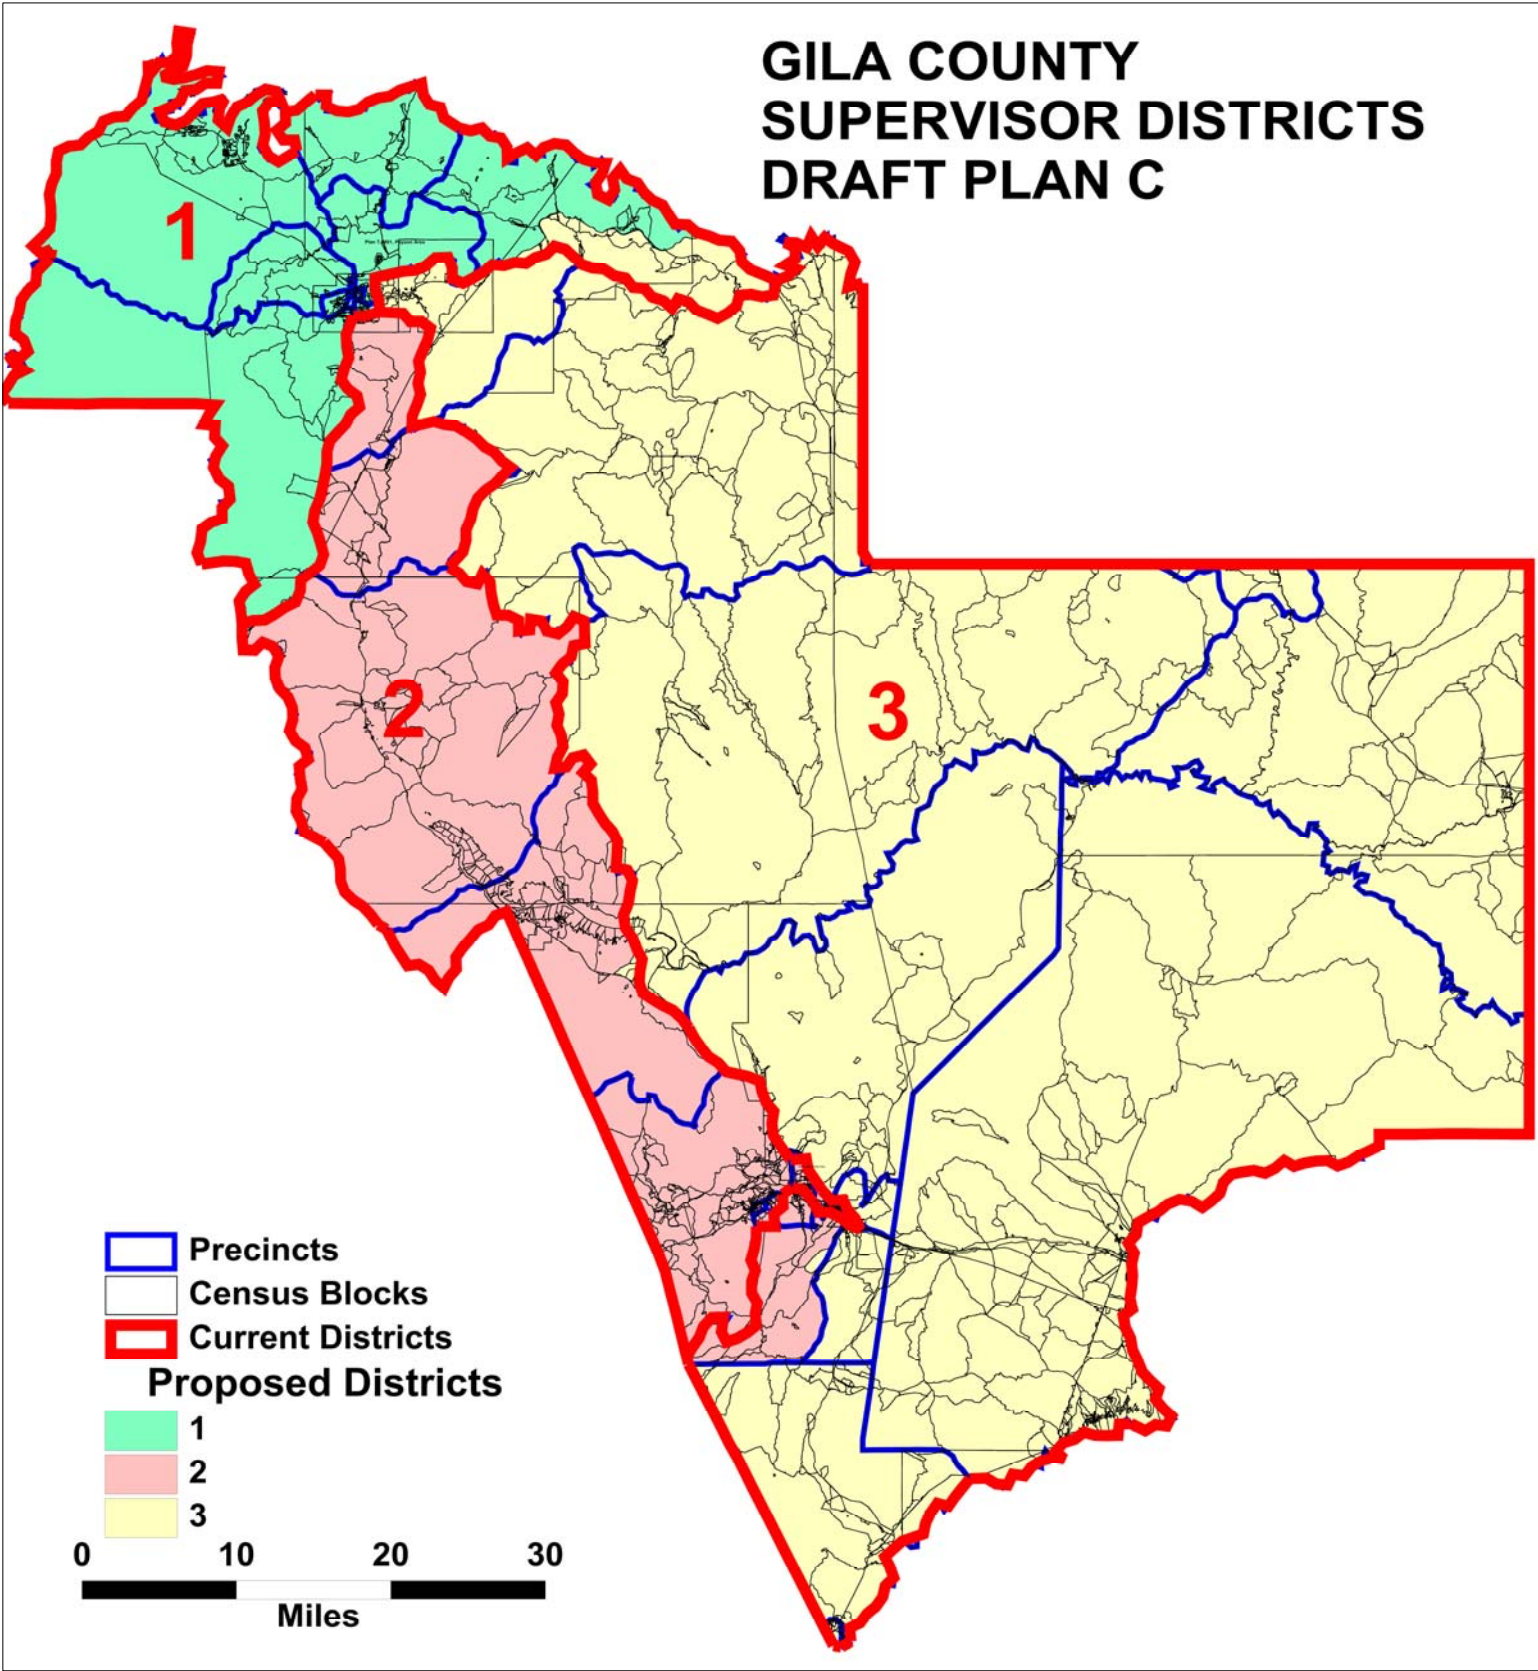 GILA COUNTY
SUPERVISOR DISTRICTS
DRAFT PLAN C
1
2
3
Precincts
Census Blocks
Current Districts
Proposed Districts
1
2
3
0 10 20 30
Miles